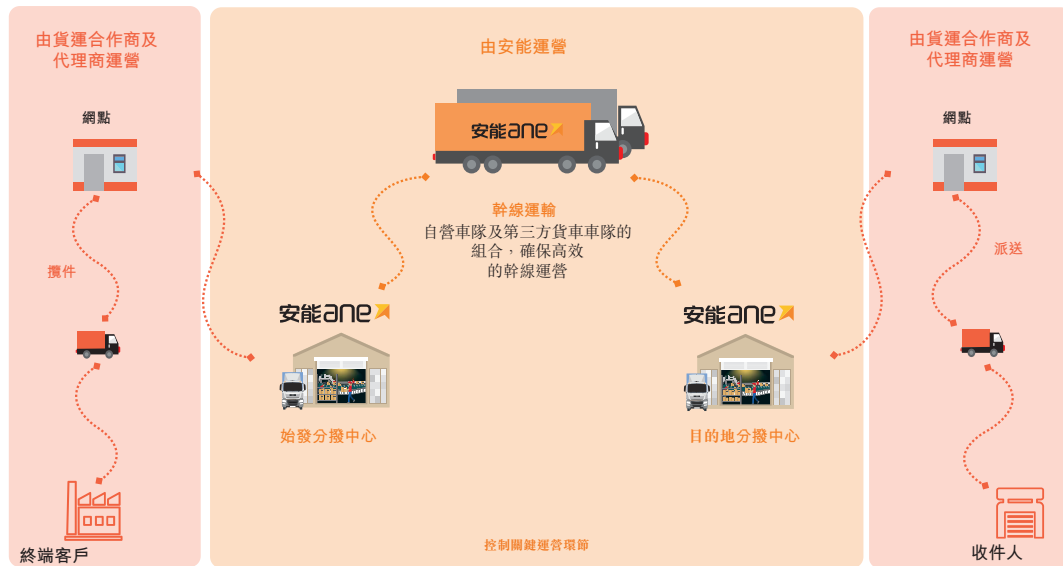 由貨運合作商及
代理商運營
網點
攬件
終端客戶
由安能運營
安能ane
幹線運輸
自營車隊及第三方貨車車隊的
組合，確保高效
的幹線運營
安能ane
始發分撥中心
安能ane
目的地分撥中心
控制關鍵運營環節
由貨運合作商及
代理商運營
網點
派送
收件人